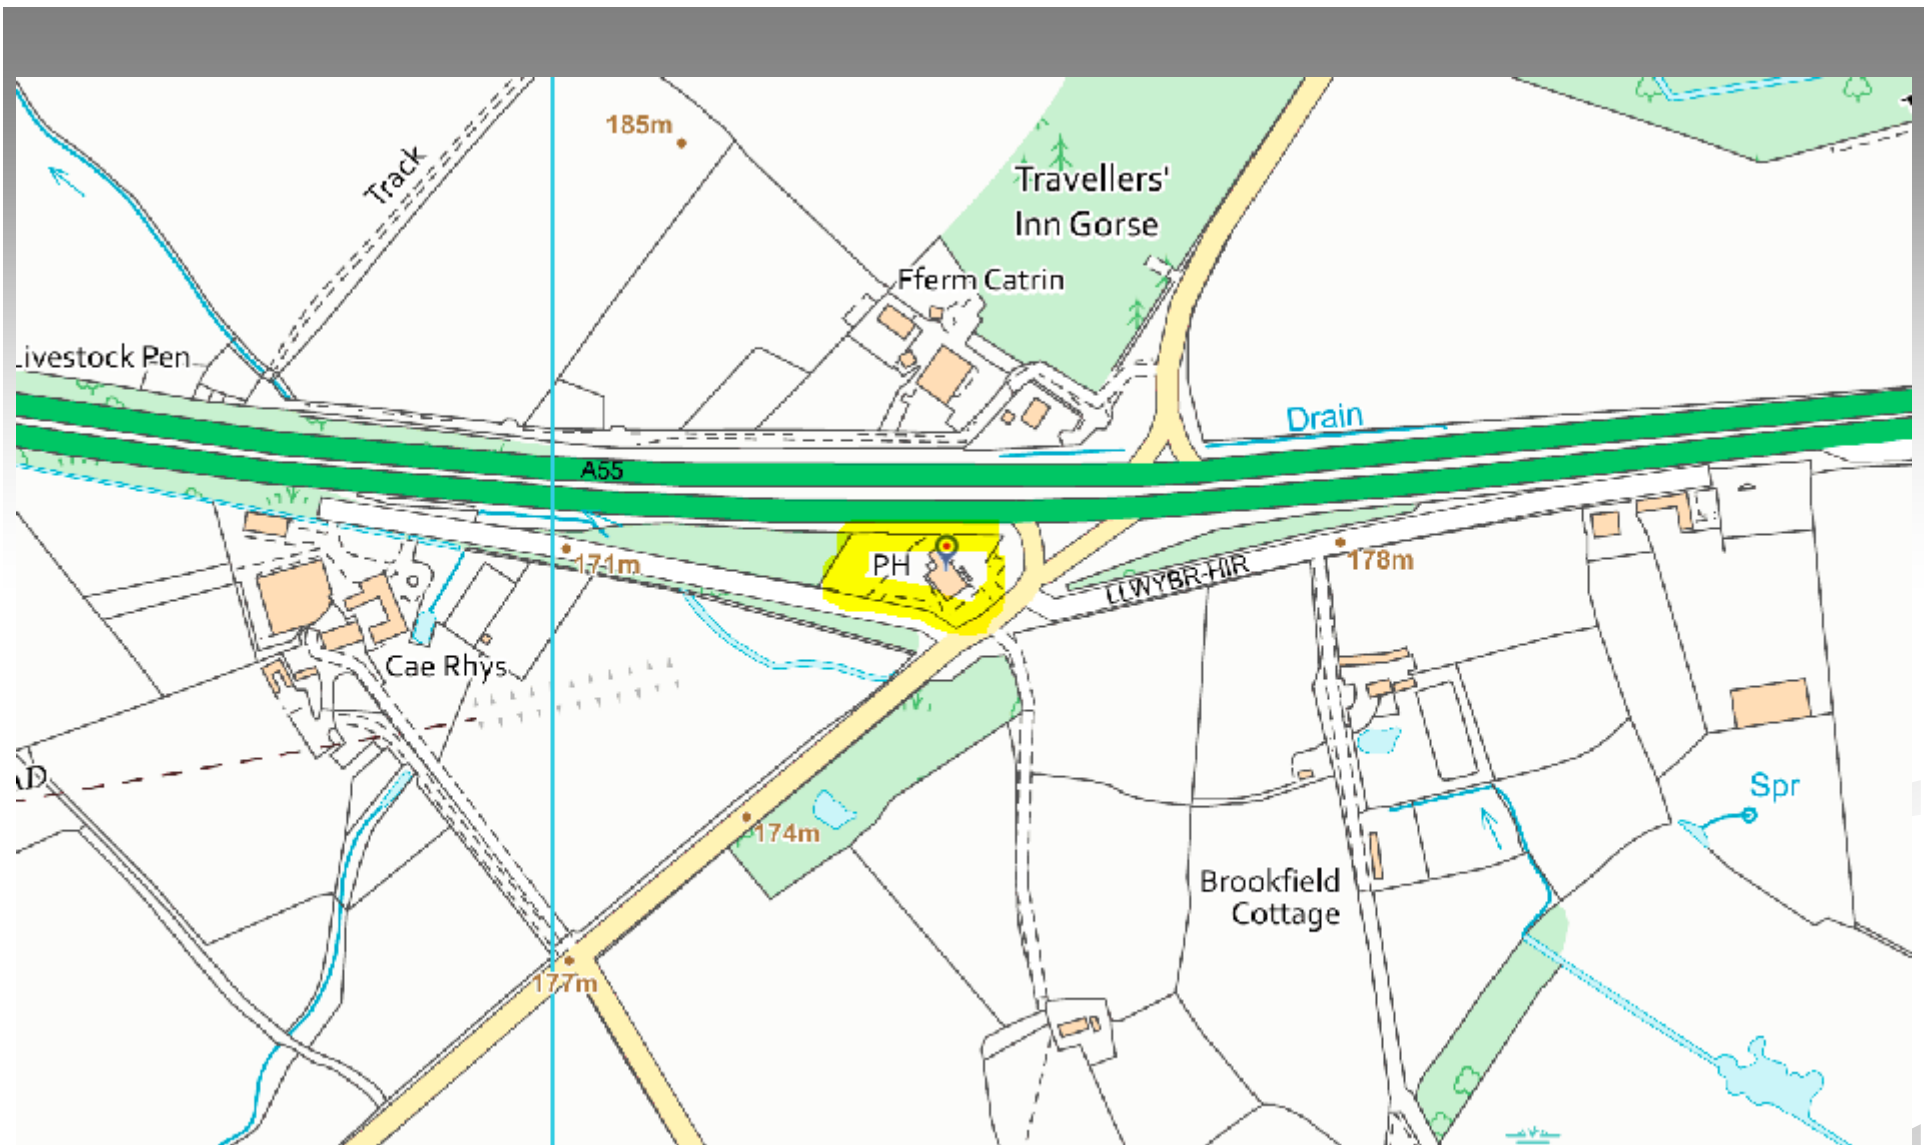 185m
Track
Travellers'
Inn Gorse
Fferm Catrin
Livestock Pen
Drain
A55
PH
171m
178m
LLWYBR-HIR
Cae Rhys
Spr
174m
Brookfield
Cottage
177m